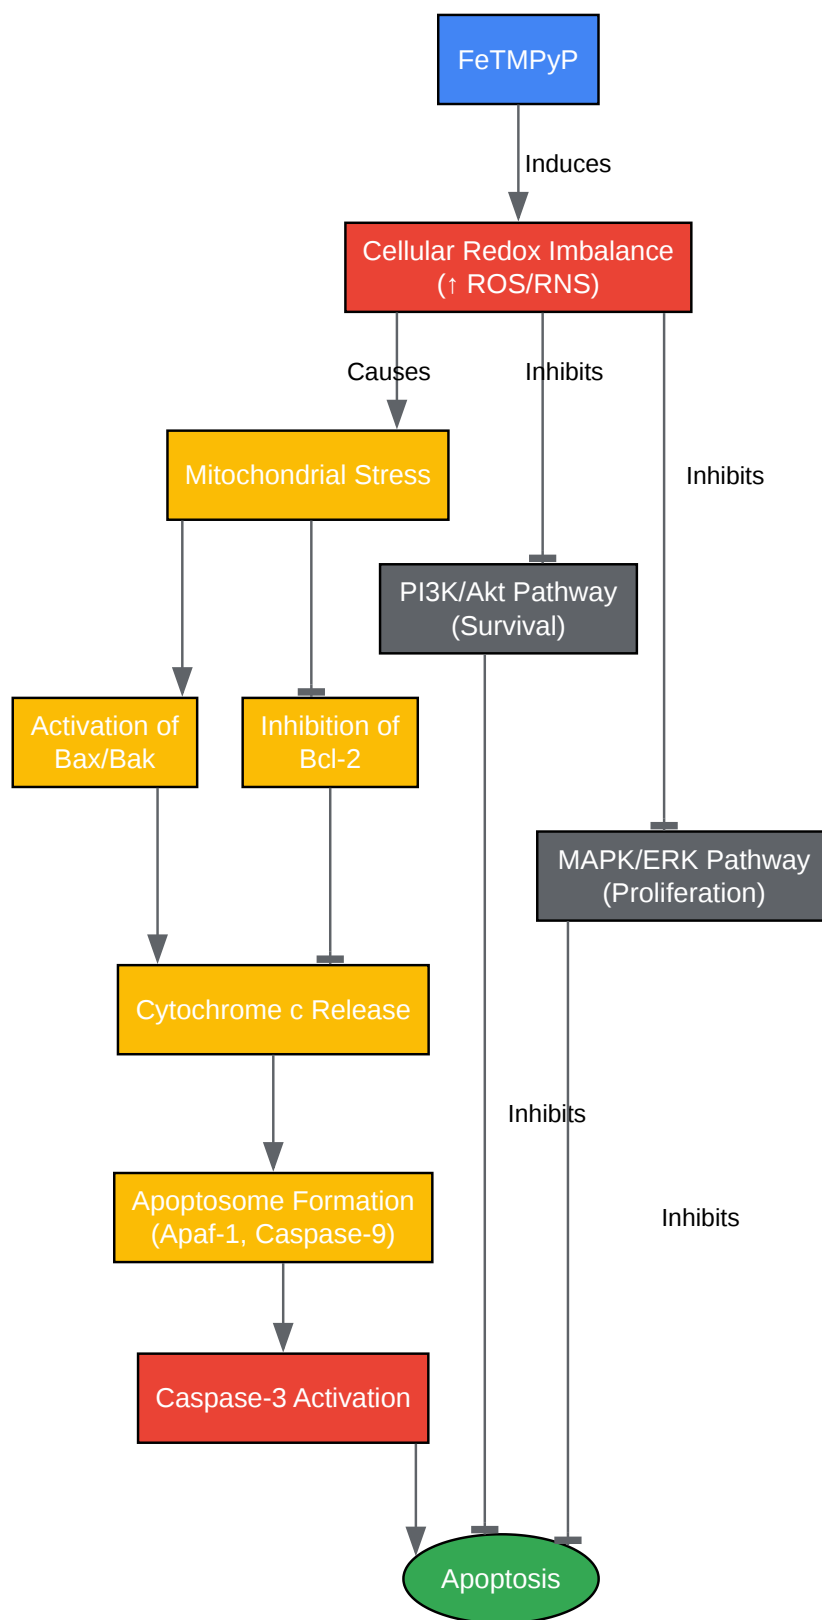 FeTMPyP
Induces
Cellular Redox Imbalance
(↑ ROS/RNS)
Causes
Inhibits
Mitochondrial Stress
Inhibits
PI3K/Akt Pathway
(Survival)
Activation of
Bax/Bak
Inhibition of
Bcl-2
MAPK/ERK Pathway
(Proliferation)
Cytochrome c Release
Inhibits
Apoptosome Formation
(Apaf-1, Caspase-9)
Inhibits
Caspase-3 Activation
Apoptosis